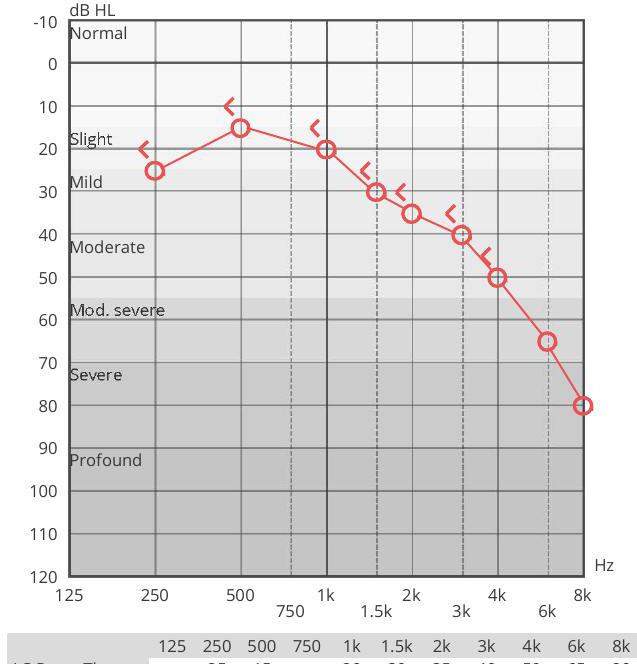 dB HL
-10
Normal
0
10
Slight
20
Mild
30
40
Moderate
50
Mod. severe
60
70
Severe
80
90
Profound
100
110
120
Hz
125 250 500 1k 2k 4k 8k
750 1.5k 3k 6k
125 250 500 750 1k 1.5k 2k 3k 4k 6k 8k